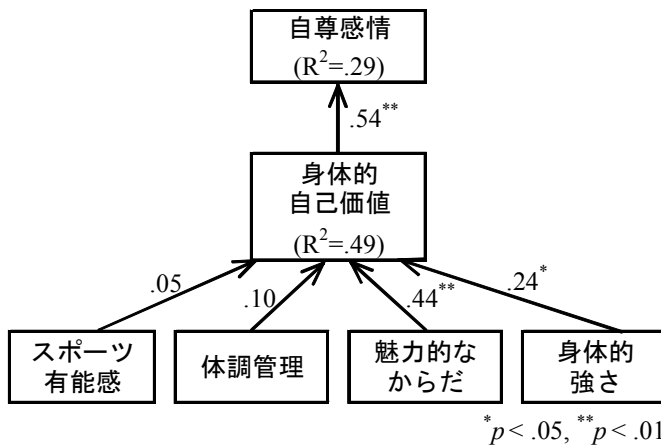 自尊感情
(R²=.29)
.54**
身体的
自己価値
(R²=.49)
.05
.10
.44**
.24*
スポーツ
有能感
体調管理
魅力的な
からだ
身体的
強さ
*p < .05, **p < .01